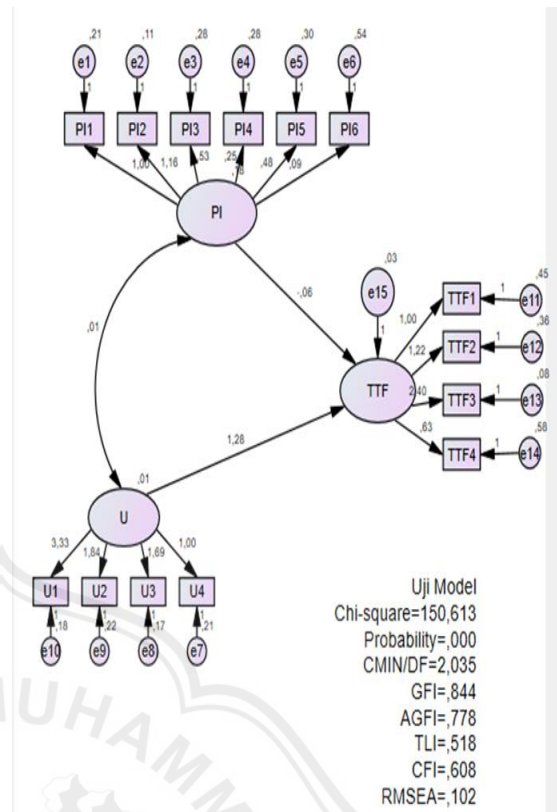 ,21 ,11 ,28 ,28 ,30 ,54
e1 e2 e3 e4 e5 e6
1 1 1 1 1 1
PI1 PI2 PI3 PI4 PI5 PI6
1,00 1,16 ,53 ,25 ,48 ,09
PI
,01
-,06
,03
e15
1
TTF
1,00 TTF1 1 e11 ,45
1,22 TTF2 1 e12 ,36
2,40 TTF3 1 e13 ,08
,63 TTF4 1 e14 ,58
1,28
,01
U
3,33 1,84 1,69 1,00
U1 U2 U3 U4
1 1 1 1
,18 ,22 ,17 ,21
e10 e9 e8 e7
Uji Model
Chi-square=150,613
Probability=,000
CMIN/DF=2,035
GFI=,844
AGFI=,778
TLI=,518
CFI=,608
RMSEA=,102
MUHAMM